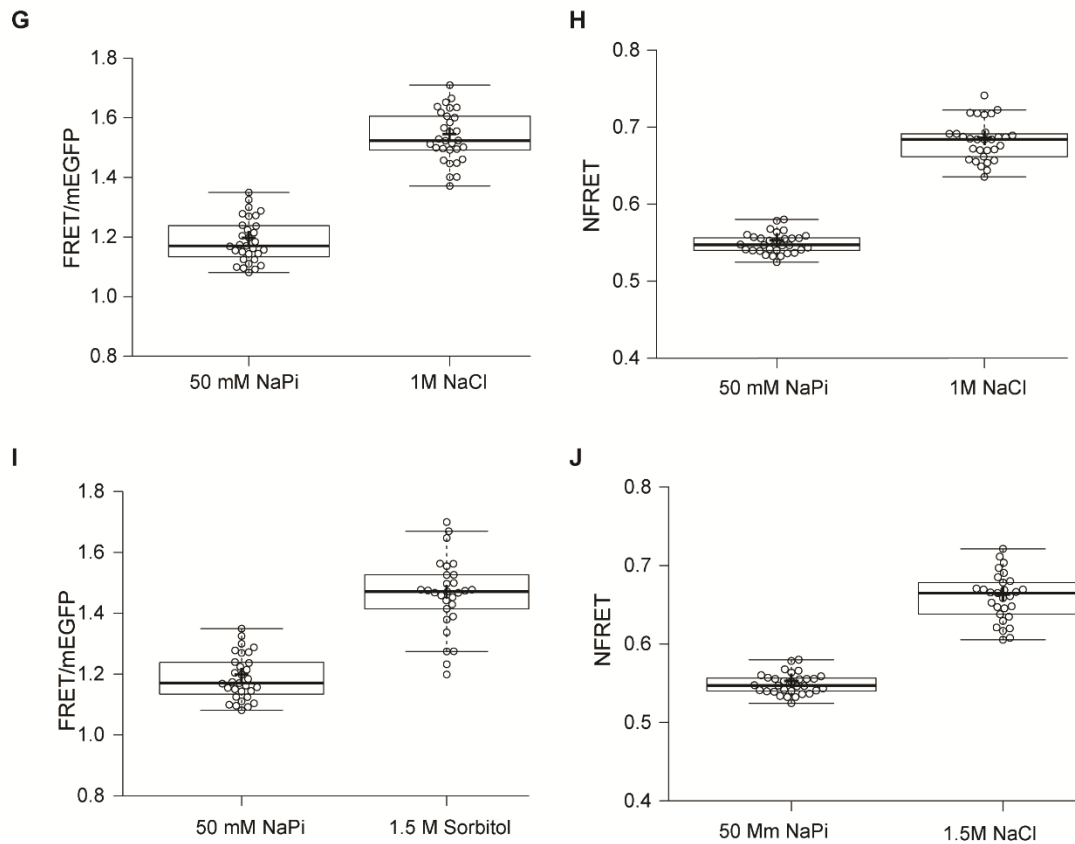 G
1.8
1.6
1.4
1.2
1.0
0.8
FRET/mEGFP
50 mM NaPi
1M NaCl
H
0.8
0.7
0.6
0.5
0.4
NFRET
50 mM NaPi
1M NaCl
I
1.8
1.6
1.4
1.2
1.0
0.8
FRET/mEGFP
50 mM NaPi
1.5 M Sorbitol
J
0.8
0.7
0.6
0.5
0.4
NFRET
50 Mm NaPi
1.5M NaCl